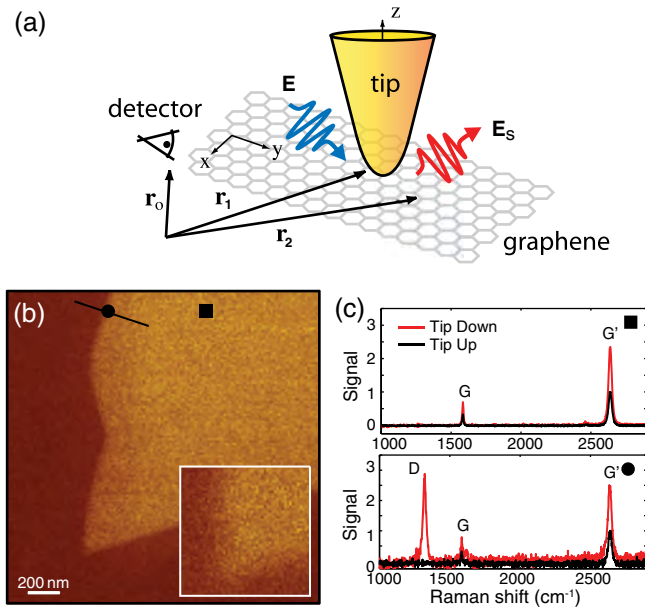 (a)
z
tip
E
E_S
detector
x
y
r_o
r_1
r_2
graphene
(b)
200 nm
(c)
Tip Down
Tip Up
G
G'
Signal
3
2
1
0
1000 1500 2000 2500
D
G
G'
Signal
3
2
1
0
1000 1500 2000 2500
Raman shift (cm⁻¹)